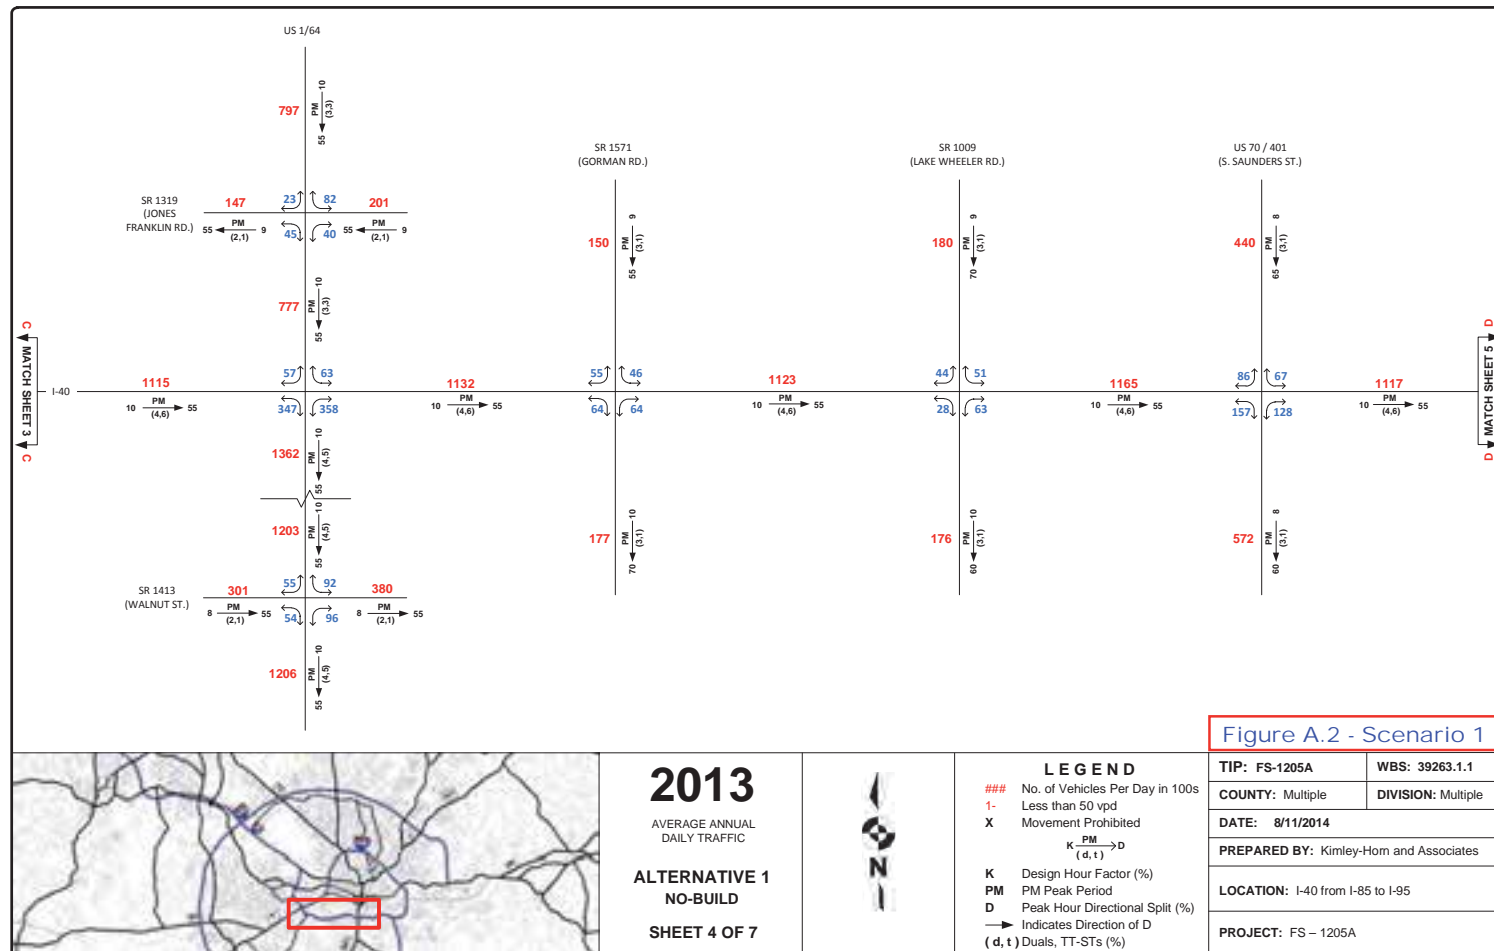 US 1/64
797
10
PM
(3,3)
55
SR 1571
(GORMAN RD.)
SR 1009
(LAKE WHEELER RD.)
US 70 / 401
(S. SAUNDERS ST.)
SR 1319
(JONES
FRANKLIN RD.)
147
23
82
201
55 PM (2,1) 9
45
40
55 PM (2,1) 9
150
9
PM
(3,1)
55
180
9
PM
(3,1)
70
440
8
PM
(3,1)
65
777
10
PM
(3,3)
55
C
MATCH SHEET 3
C
I-40
1115
10 PM (4,6) 55
57
63
347
358
1132
10 PM (4,6) 55
55
46
64
64
1123
10 PM (4,6) 55
44
51
28
63
1165
10 PM (4,6) 55
86
67
157
128
1117
10 PM (4,6) 55
D
MATCH SHEET 5
D
1362
10
PM
(4,5)
55
1203
10
PM
(4,5)
55
177
10
PM
(3,1)
70
176
10
PM
(3,1)
60
572
8
PM
(3,1)
60
SR 1413
(WALNUT ST.)
301
55
92
380
8 PM (2,1) 55
54
96
8 PM (2,1) 55
1206
10
PM
(4,5)
55
Figure A.2 - Scenario 1
2013
AVERAGE ANNUAL
DAILY TRAFFIC
ALTERNATIVE 1
NO-BUILD
SHEET 4 OF 7
N
LEGEND
### No. of Vehicles Per Day in 100s
1- Less than 50 vpd
X Movement Prohibited
K PM D
( d, t )
K Design Hour Factor (%)
PM PM Peak Period
D Peak Hour Directional Split (%)
Indicates Direction of D
( d, t ) Duals, TT-STs (%)
TIP: FS-1205A
WBS: 39263.1.1
COUNTY: Multiple
DIVISION: Multiple
DATE: 8/11/2014
PREPARED BY: Kimley-Horn and Associates
LOCATION: I-40 from I-85 to I-95
PROJECT: FS – 1205A